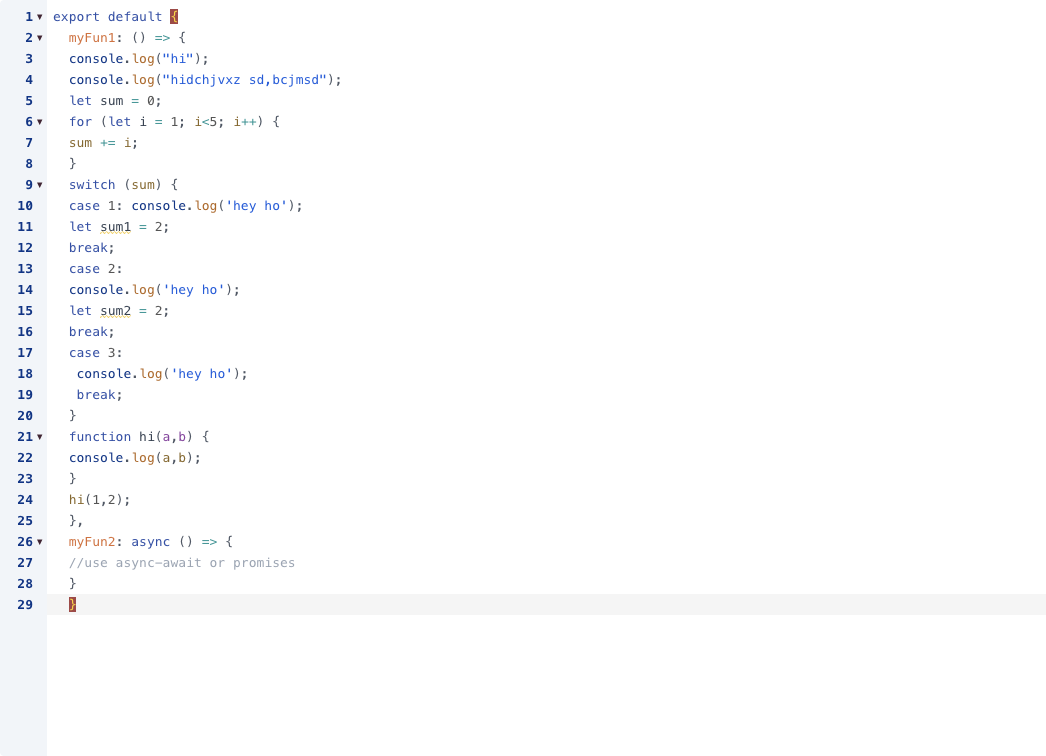 1 export default {
2 myFun1: () => {
3 console.log("hi");
4 console.log("hidchjvxz sd,bcjmsd");
5 let sum = 0;
6 for (let i = 1; i<5; i++) {
7 sum += i;
8 }
9 switch (sum) {
10 case 1: console.log('hey ho');
11 let sum1 = 2;
12 break;
13 case 2:
14 console.log('hey ho');
15 let sum2 = 2;
16 break;
17 case 3:
18 console.log('hey ho');
19 break;
20 }
21 function hi(a,b) {
22 console.log(a,b);
23 }
24 hi(1,2);
25 },
26 myFun2: async () => {
27 //use async-await or promises
28 }
29 }